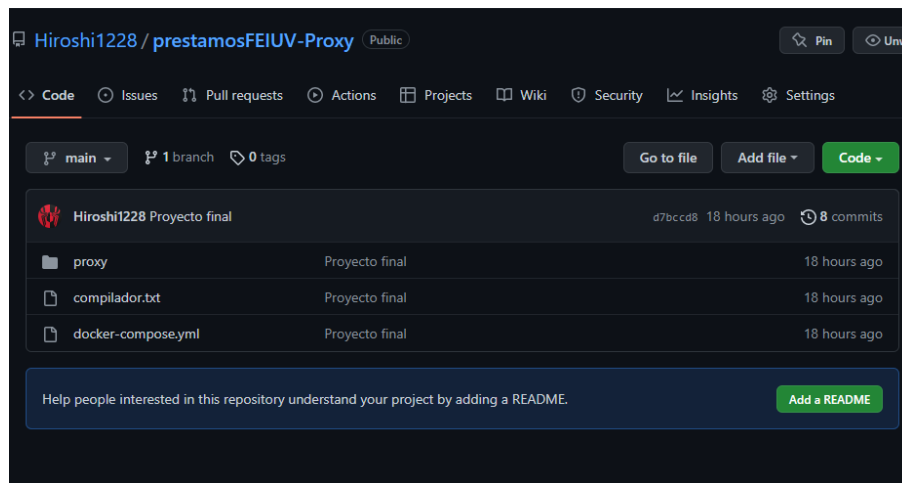 Hiroshi1228 / prestamosFEIUV-Proxy Public Pin
<> Code Issues Pull requests Actions Projects Wiki Security Insights Settings
main 1 branch 0 tags Go to file Add file Code
Hiroshi1228 Proyecto final d7bccd8 18 hours ago 8 commits
proxy Proyecto final 18 hours ago
compilador.txt Proyecto final 18 hours ago
docker-compose.yml Proyecto final 18 hours ago
Help people interested in this repository understand your project by adding a README. Add a README